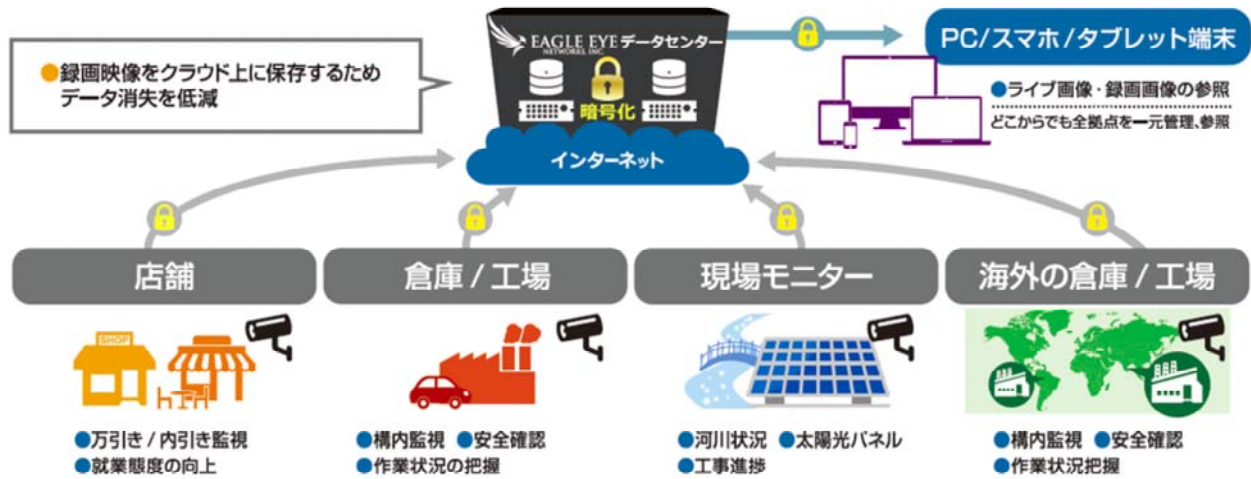 ●録画映像をクラウド上に保存するため
データ消失を低減
EAGLE EYE データセンター
NETWORKS INC.
暗号化
インターネット
PC/スマホ/タブレット端末
●ライブ画像・録画画像の参照
どこからでも全拠点を一元管理、参照
店舗
SHOP
●万引き / 内引き監視
●就業態度の向上
倉庫 / 工場
●構内監視 ●安全確認
●作業状況の把握
現場モニター
●河川状況 ●太陽光パネル
●工事進捗
海外の倉庫 / 工場
●構内監視 ●安全確認
●作業状況把握